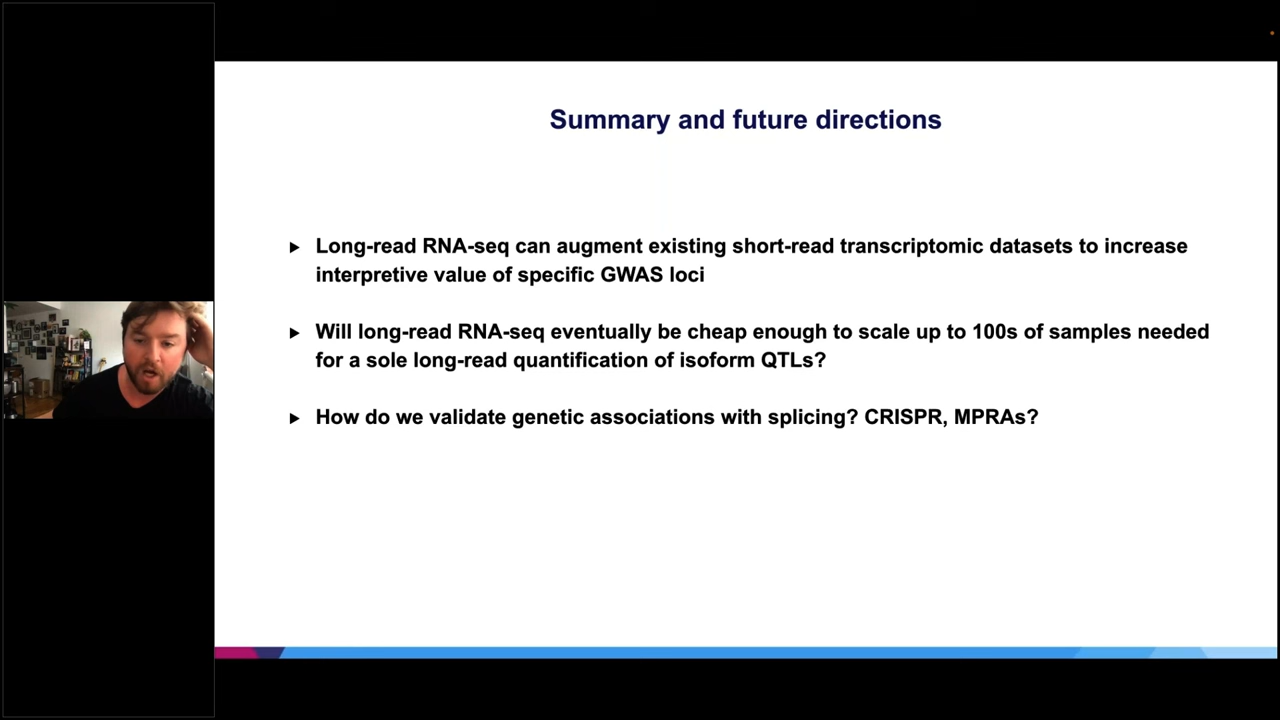 Summary and future directions
Long-read RNA-seq can augment existing short-read transcriptomic datasets to increase
interpretive value of specific GWAS loci
Will long-read RNA-seq eventually be cheap enough to scale up to 100s of samples needed
for a sole long-read quantification of isoform QTLs?
How do we validate genetic associations with splicing? CRISPR, MPRAs?